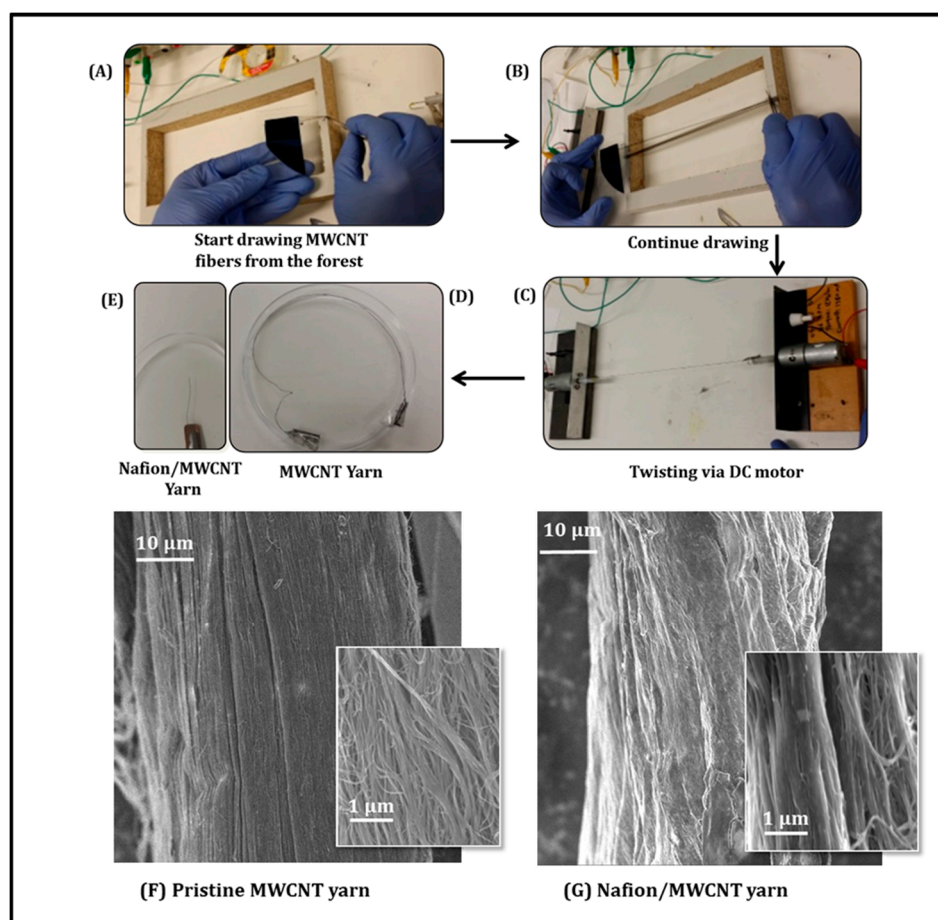 (A)
(B)
Start drawing MWCNT
fibers from the forest
Continue drawing
(E)
(D)
(C)
Nafion/MWCNT
Yarn
MWCNT Yarn
Twisting via DC motor
10 μm
1 μm
10 μm
1 μm
(F) Pristine MWCNT yarn
(G) Nafion/MWCNT yarn